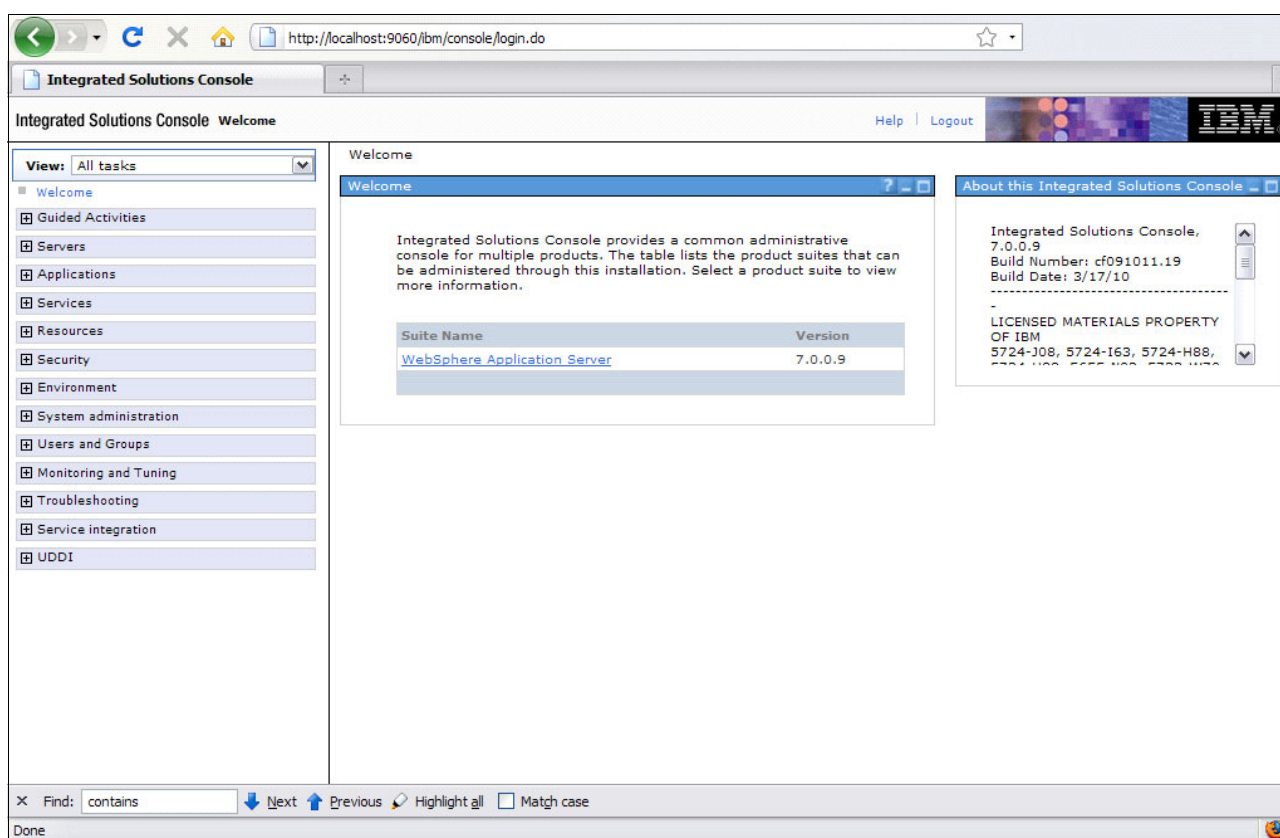 http://localhost:9060/ibm/console/login.do
Integrated Solutions Console
Integrated Solutions Console Welcome
Help | Logout
IBM.
View: All tasks
Welcome
Guided Activities
Servers
Applications
Services
Resources
Security
Environment
System administration
Users and Groups
Monitoring and Tuning
Troubleshooting
Service integration
UDDI
Welcome
Welcome
Integrated Solutions Console provides a common administrative
console for multiple products. The table lists the product suites that can
be administered through this installation. Select a product suite to view
more information.
Suite Name Version
WebSphere Application Server 7.0.0.9
About this Integrated Solutions Console
Integrated Solutions Console,
7.0.0.9
Build Number: cf091011.19
Build Date: 3/17/10
--------------------------------------
-
LICENSED MATERIALS PROPERTY
OF IBM
5724-J08, 5724-I63, 5724-H88,
Find: contains Next Previous Highlight all Match case
Done